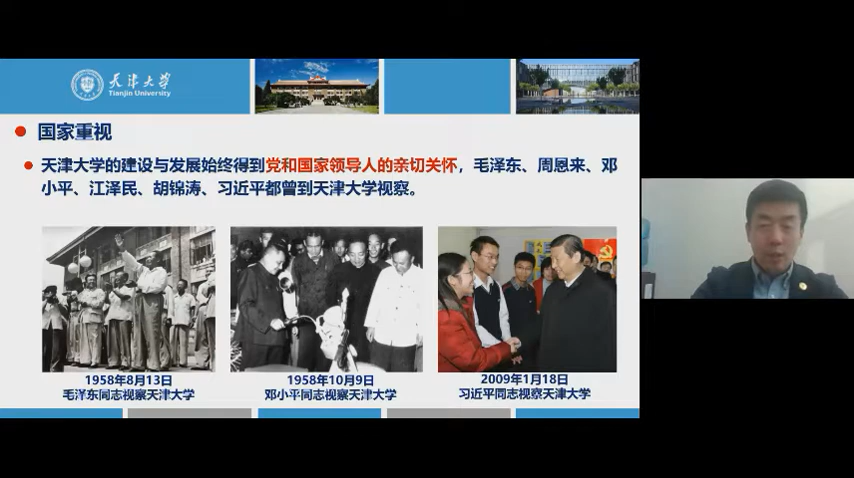 天津大学
Tianjin University
国家重视
天津大学的建设与发展始终得到党和国家领导人的亲切关怀，毛泽东、周恩来、邓
小平、江泽民、胡锦涛、习近平都曾到天津大学视察。
1958年8月13日
毛泽东同志视察天津大学
1958年10月9日
邓小平同志视察天津大学
2009年1月18日
习近平同志视察天津大学